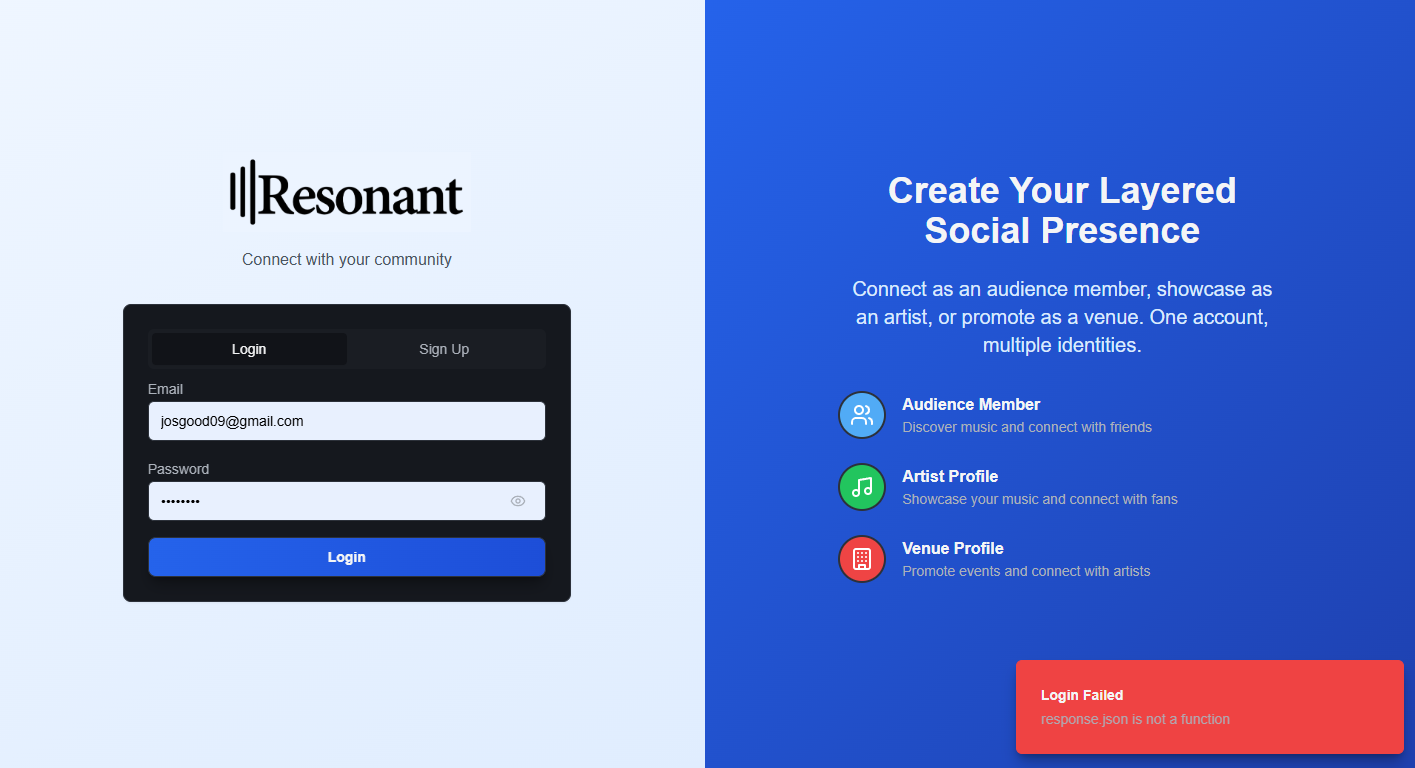 Resonant
Connect with your community
Login
Sign Up
Email
josgood09@gmail.com
Password
••••••••
Login
Create Your Layered
Social Presence
Connect as an audience member, showcase as
an artist, or promote as a venue. One account,
multiple identities.
Audience Member
Discover music and connect with friends
Artist Profile
Showcase your music and connect with fans
Venue Profile
Promote events and connect with artists
Login Failed
response.json is not a function